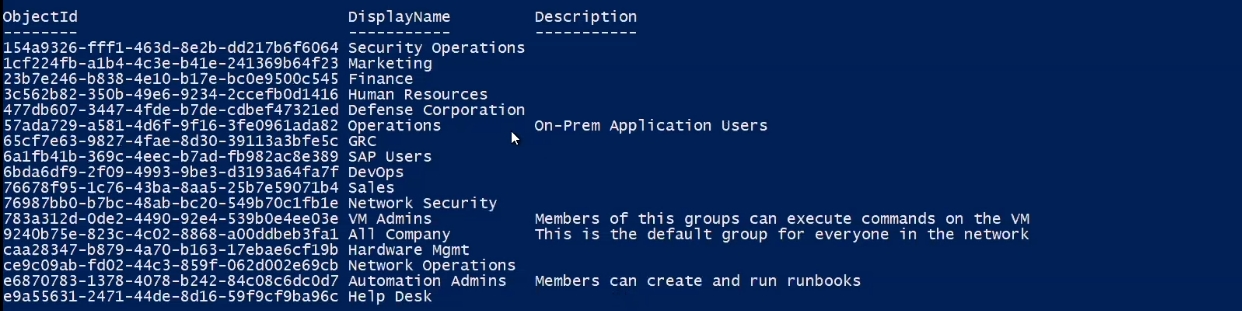 ObjectId DisplayName Description
-------- ----------- -----------
154a9326-fff1-463d-8e2b-dd217b6f6064 Security Operations
1cf224fb-a1b4-4c3e-b41e-241369b64f23 Marketing
23b7e246-b838-4e10-b17e-bc0e9500c545 Finance
3c562b82-350b-49e6-9234-2ccefb0d1416 Human Resources
477db607-3447-4fde-b7de-cdbef47321ed Defense Corporation
57ada729-a581-4d6f-9f16-3fe0961ada82 Operations On-Prem Application Users
65cf7e63-9827-4fae-8d30-39113a3bfe5c GRC
6a1fb41b-369c-4eec-b7ad-fb982ac8e389 SAP Users
6bda6df9-2f09-4993-9be3-d3193a64fa7f DevOps
76678f95-1c76-43ba-8aa5-25b7e59071b4 Sales
76987bb0-b7bc-48ab-bc20-549b70c1fb1e Network Security
783a312d-0de2-4490-92e4-539b0e4ee03e VM Admins Members of this groups can execute commands on the VM
9240b75e-823c-4c02-8868-a00ddbeb3fa1 All Company This is the default group for everyone in the network
caa28347-b879-4a70-b163-17ebae6cf19b Hardware Mgmt
ce9c09ab-fd02-44c3-859f-062d002e69cb Network Operations
e6870783-1378-4078-b242-84c08c6dc0d7 Automation Admins Members can create and run runbooks
e9a55631-2471-44de-8d16-59f9cf9ba96c Help Desk